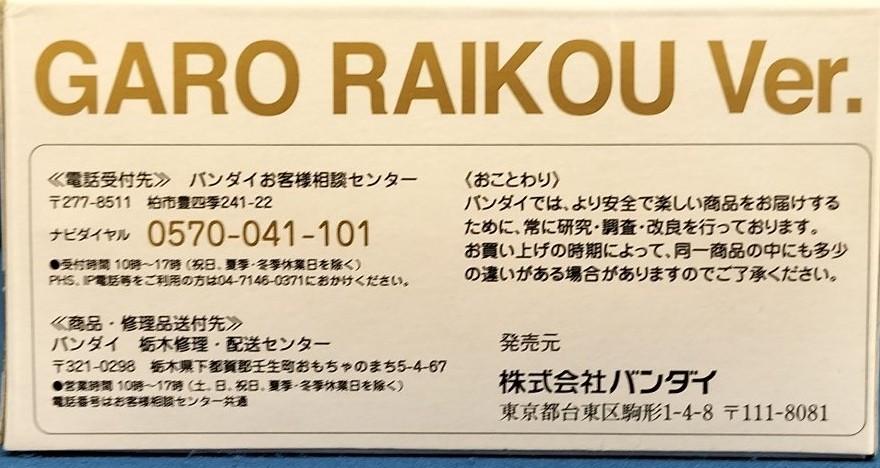 GARO RAIKOU Ver.
≪電話受付先≫ バンダイお客様相談センター
〒277-8511 柏市豊四季241-22
ナビダイヤル 0570-041-101
●受付時間 10時〜17時（祝日、夏季・冬季休業日を除く）
PHS、IP電話等をご利用の方は04-7146-0371におかけください。
≪商品・修理品送付先≫
バンダイ 栃木修理・配送センター
〒321-0298 栃木県下都賀郡壬生町おもちゃのまち5-4-67
●営業時間 10時〜17時（土、日、祝日、夏季・冬季休業日を除く）
電話番号はお客様相談センター共通
〈おことわり〉
バンダイでは、より安全で楽しい商品をお届けする
ために、常に研究・調査・改良を行っております。
お買い上げの時期によって、同一商品の中にも多少
の違いがある場合がありますのでご了承ください。
発売元
株式会社バンダイ
東京都台東区駒形1-4-8 〒111-8081